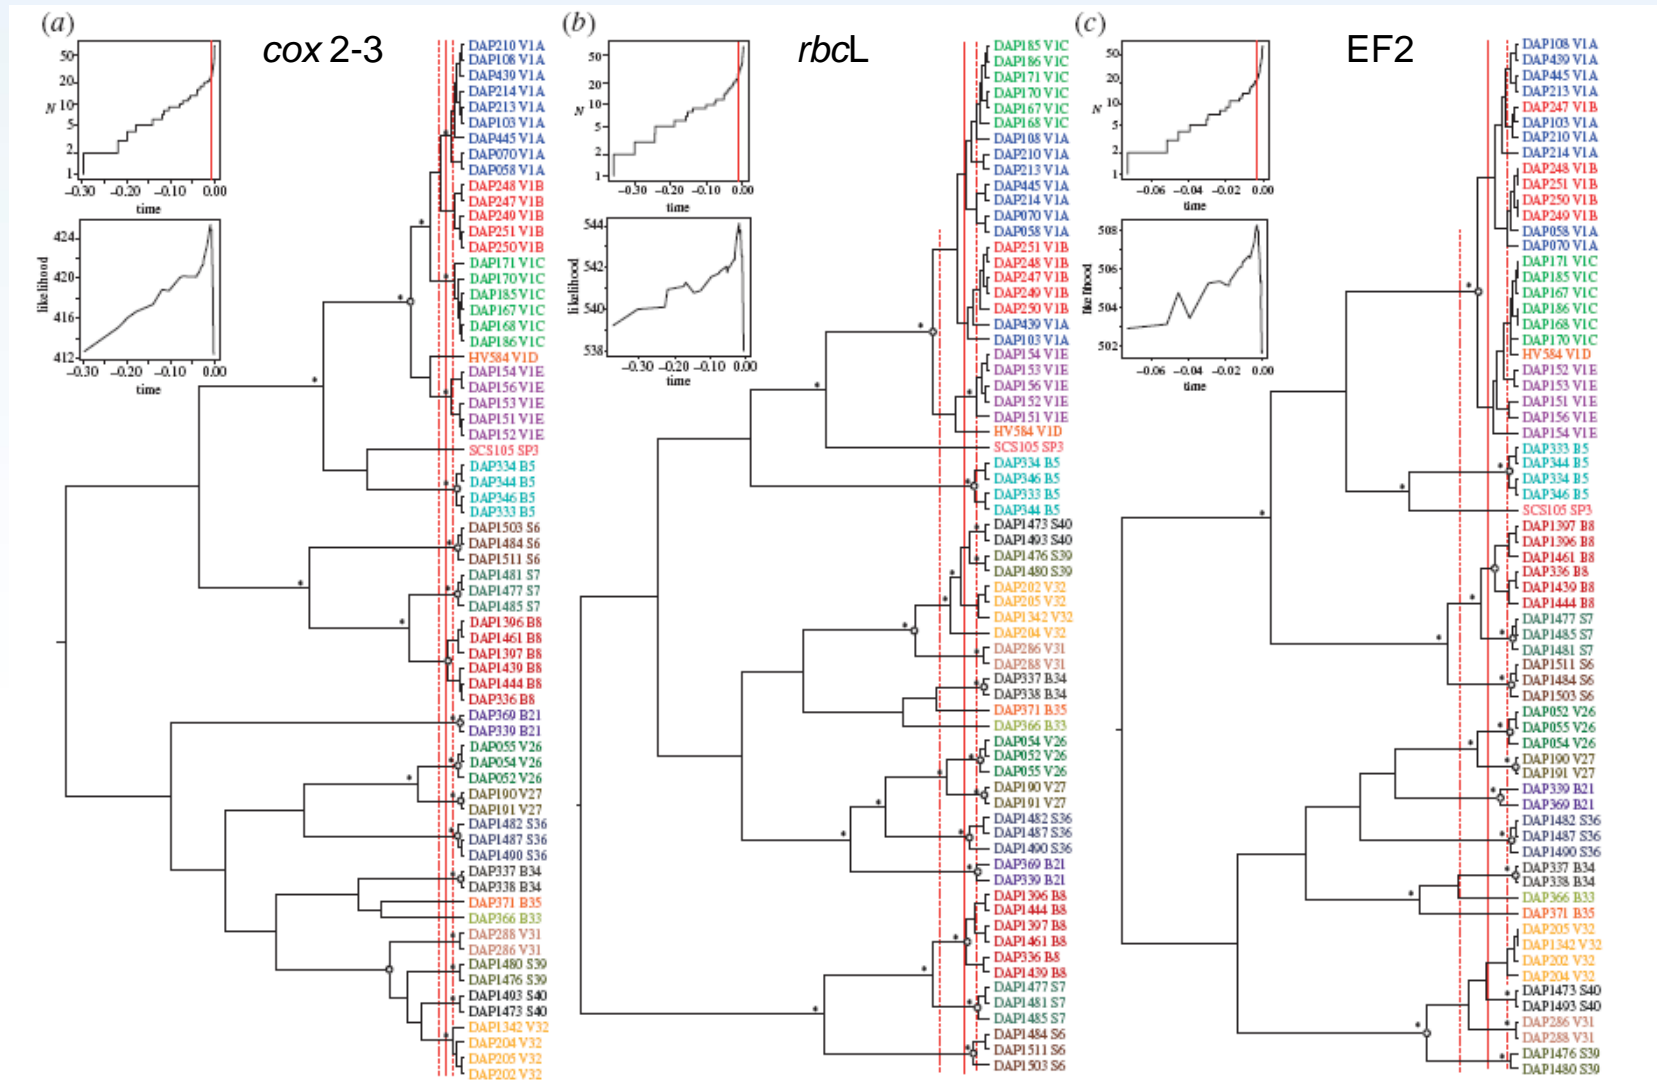 (a)
cox 2-3
50
20
10
N
5
2
1
−0.30 −0.20 −0.10 0.00
time
424
420
416
412
likelihood
−0.30 −0.20 −0.10 0.00
time
DAP210 V1A
DAP108 V1A
DAP439 V1A
DAP214 V1A
DAP213 V1A
DAP103 V1A
DAP445 V1A
DAP070 V1A
DAP058 V1A
DAP248 V1B
DAP247 V1B
DAP249 V1B
DAP251 V1B
DAP250 V1B
DAP171 V1C
DAP170 V1C
DAP185 V1C
DAP167 V1C
DAP168 V1C
DAP186 V1C
HV584 V1D
DAP154 V1E
DAP156 V1E
DAP153 V1E
DAP151 V1E
DAP152 V1E
SCS105 SP3
DAP334 B5
DAP344 B5
DAP346 B5
DAP333 B5
DAP1503 S6
DAP1484 S6
DAP1511 S6
DAP1481 S7
DAP1477 S7
DAP1485 S7
DAP1396 B8
DAP1461 B8
DAP1397 B8
DAP1439 B8
DAP1444 B8
DAP336 B8
DAP369 B21
DAP339 B21
DAP055 V26
DAP054 V26
DAP052 V26
DAP190 V27
DAP191 V27
DAP1482 S36
DAP1487 S36
DAP1490 S36
DAP337 B34
DAP338 B34
DAP371 B35
DAP366 B33
DAP288 V31
DAP286 V31
DAP1480 S39
DAP1476 S39
DAP1493 S40
DAP1473 S40
DAP1342 V32
DAP204 V32
DAP205 V32
DAP202 V32
(b)
rbcL
50
20
10
N
5
2
1
−0.30 −0.20 −0.10 0.00
time
544
542
540
538
likelihood
−0.30 −0.20 −0.10 0.00
time
DAP185 V1C
DAP186 V1C
DAP171 V1C
DAP170 V1C
DAP167 V1C
DAP168 V1C
DAP108 V1A
DAP210 V1A
DAP213 V1A
DAP445 V1A
DAP214 V1A
DAP070 V1A
DAP058 V1A
DAP251 V1B
DAP248 V1B
DAP247 V1B
DAP249 V1B
DAP250 V1B
DAP439 V1A
DAP103 V1A
DAP154 V1E
DAP153 V1E
DAP156 V1E
DAP152 V1E
DAP151 V1E
HV584 V1D
SCS105 SP3
DAP334 B5
DAP346 B5
DAP333 B5
DAP344 B5
DAP1473 S40
DAP1493 S40
DAP1476 S39
DAP1480 S39
DAP202 V32
DAP205 V32
DAP1342 V32
DAP204 V32
DAP286 V31
DAP288 V31
DAP337 B34
DAP338 B34
DAP371 B35
DAP366 B33
DAP054 V26
DAP052 V26
DAP055 V26
DAP190 V27
DAP191 V27
DAP1482 S36
DAP1487 S36
DAP1490 S36
DAP369 B21
DAP339 B21
DAP1396 B8
DAP1444 B8
DAP1397 B8
DAP1461 B8
DAP336 B8
DAP1439 B8
DAP1477 S7
DAP1481 S7
DAP1485 S7
DAP1484 S6
DAP1511 S6
DAP1503 S6
(c)
EF2
50
20
10
N
5
2
1
−0.06 −0.04 −0.02 0.00
time
508
506
504
502
likelihood
−0.06 −0.04 −0.02 0.00
time
DAP108 V1A
DAP439 V1A
DAP445 V1A
DAP213 V1A
DAP247 V1B
DAP103 V1A
DAP210 V1A
DAP214 V1A
DAP248 V1B
DAP251 V1B
DAP250 V1B
DAP249 V1B
DAP058 V1A
DAP070 V1A
DAP171 V1C
DAP185 V1C
DAP167 V1C
DAP186 V1C
DAP168 V1C
DAP170 V1C
HV584 V1D
DAP152 V1E
DAP153 V1E
DAP151 V1E
DAP156 V1E
DAP154 V1E
DAP333 B5
DAP344 B5
DAP334 B5
DAP346 B5
SCS105 SP3
DAP1397 B8
DAP1396 B8
DAP1461 B8
DAP336 B8
DAP1439 B8
DAP1444 B8
DAP1477 S7
DAP1485 S7
DAP1481 S7
DAP1511 S6
DAP1484 S6
DAP1503 S6
DAP052 V26
DAP055 V26
DAP054 V26
DAP190 V27
DAP191 V27
DAP339 B21
DAP369 B21
DAP1482 S36
DAP1487 S36
DAP1490 S36
DAP337 B34
DAP338 B34
DAP366 B33
DAP371 B35
DAP205 V32
DAP1342 V32
DAP202 V32
DAP204 V32
DAP1473 S40
DAP1493 S40
DAP286 V31
DAP288 V31
DAP1476 S39
DAP1480 S39